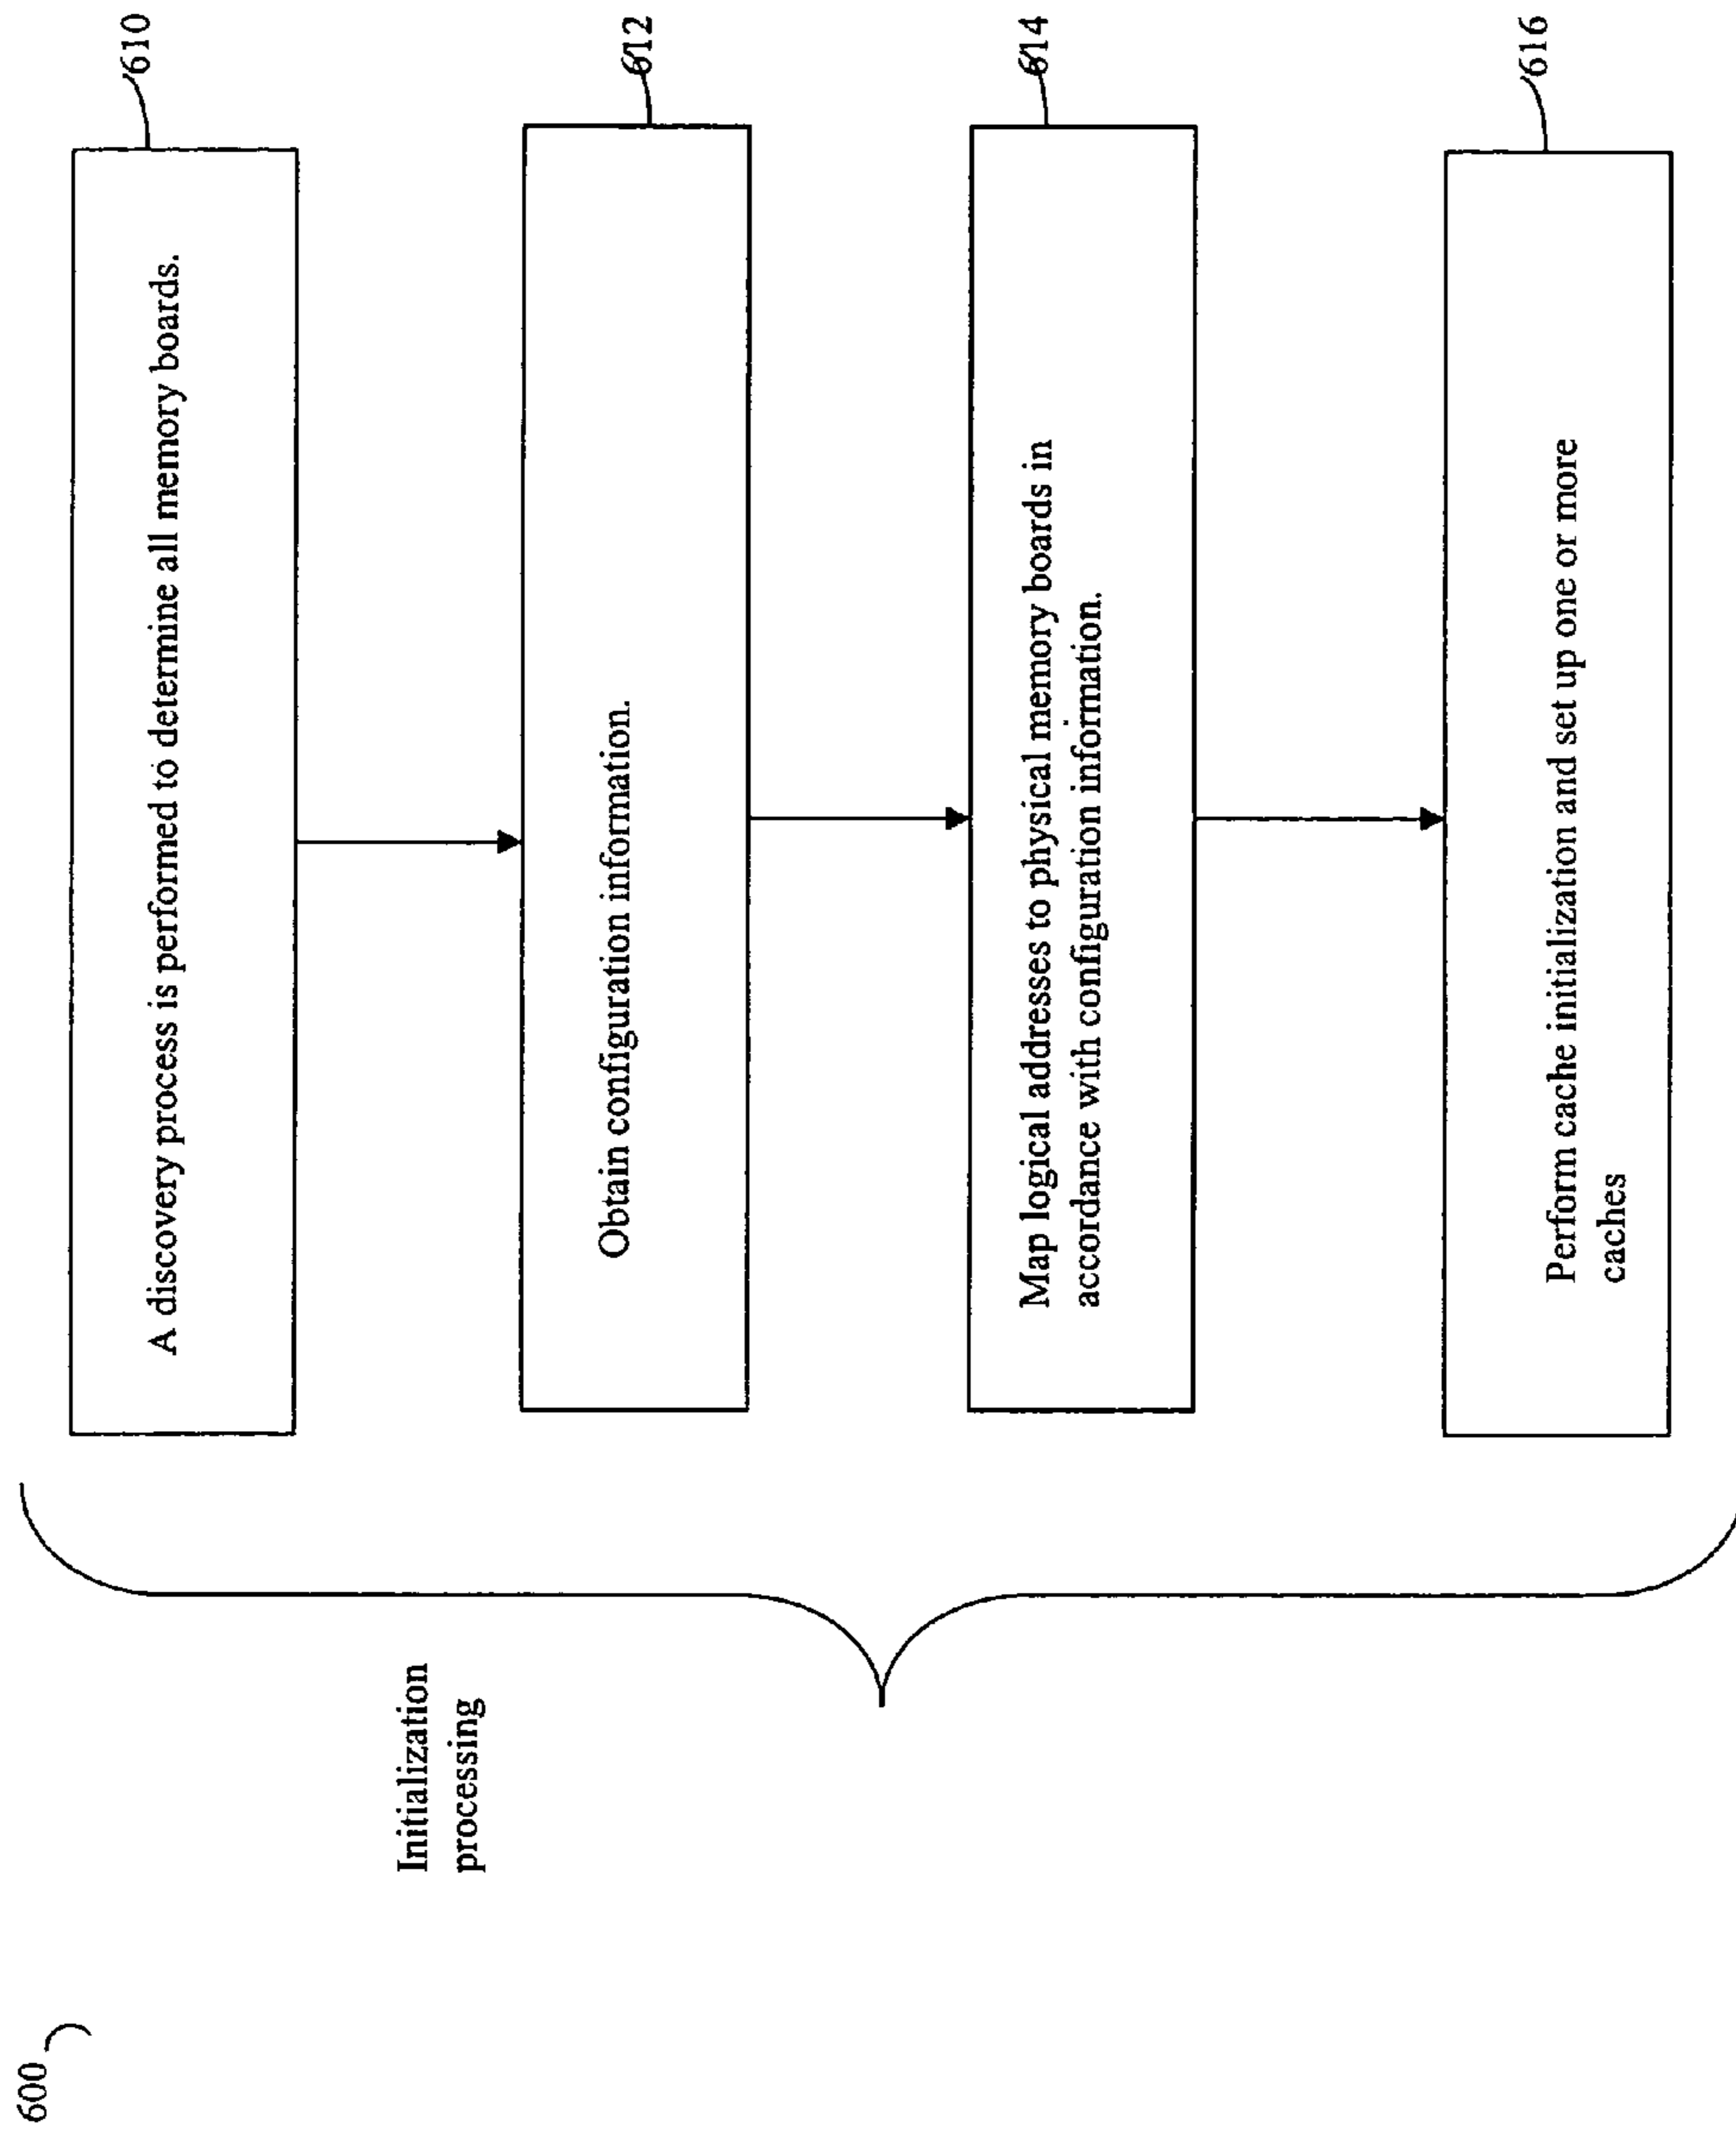 600
Initialization
processing
A discovery process is performed to determine all memory boards.
610
Obtain configuration information.
612
Map logical addresses to physical memory boards in
accordance with configuration information.
614
Perform cache initialization and set up one or more
caches
616